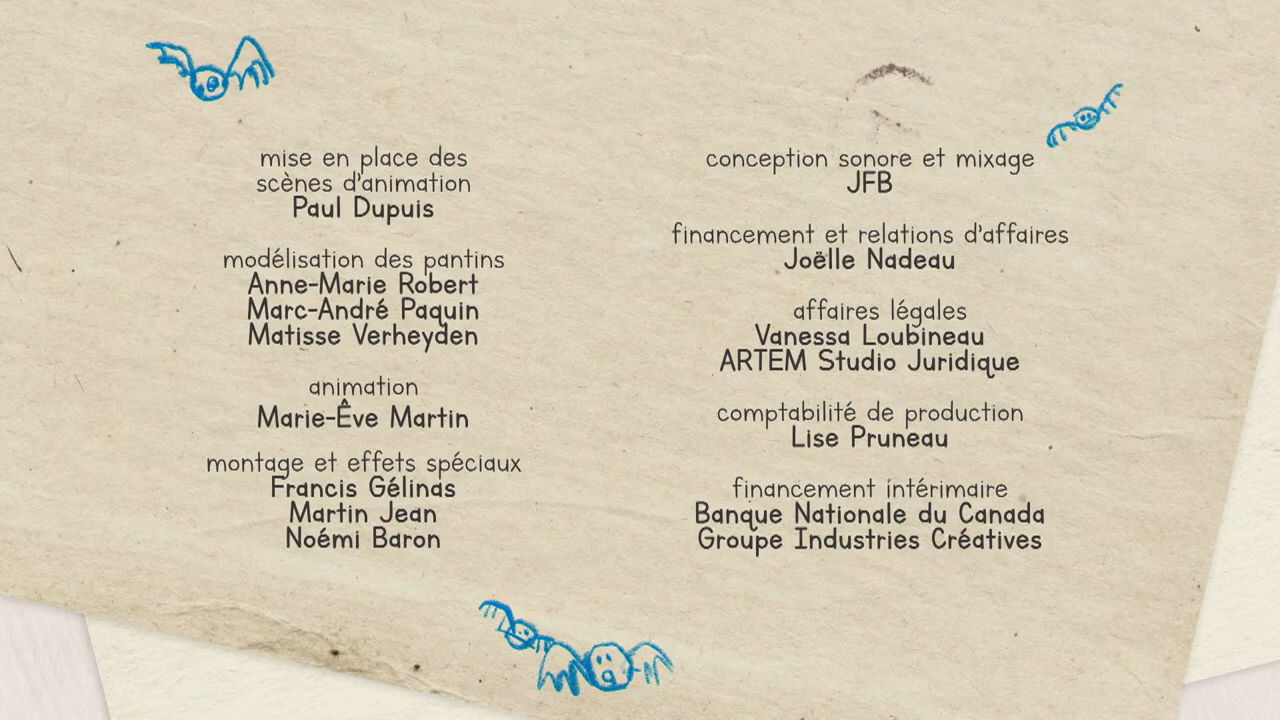 mise en place des
scènes d'animation
Paul Dupuis
modélisation des pantins
Anne-Marie Robert
Marc-André Paquin
Matisse Verheyden
animation
Marie-Êve Martin
montage et effets spéciaux
Francis Gélinas
Martin Jean
Noémi Baron
conception sonore et mixage
JFB
financement et relations d'affaires
Joëlle Nadeau
affaires légales
Vanessa Loubineau
ARTEM Studio Juridique
comptabilité de production
Lise Pruneau
financement intérimaire
Banque Nationale du Canada
Groupe Industries Créatives